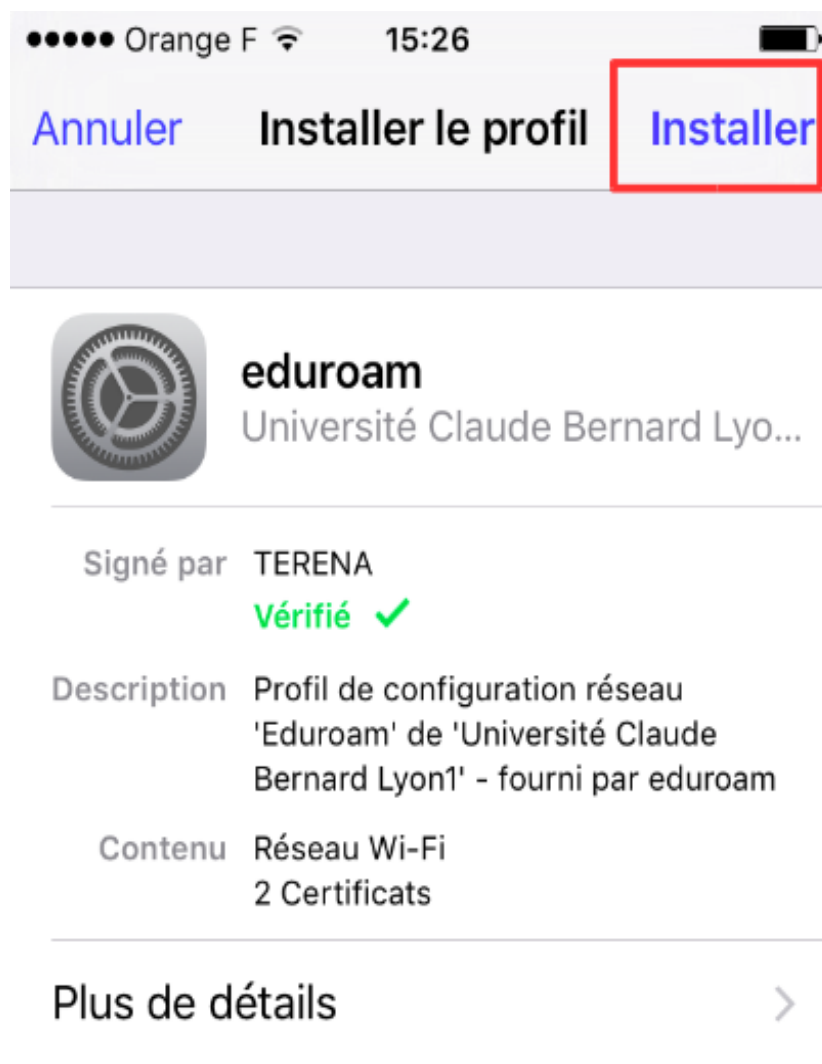 Orange F 15:26
Annuler Installer le profil Installer
eduroam
Université Claude Bernard Lyo...
Signé par TERENA
Vérifié
Description Profil de configuration réseau
'Eduroam' de 'Université Claude
Bernard Lyon1' - fourni par eduroam
Contenu Réseau Wi-Fi
2 Certificats
Plus de détails